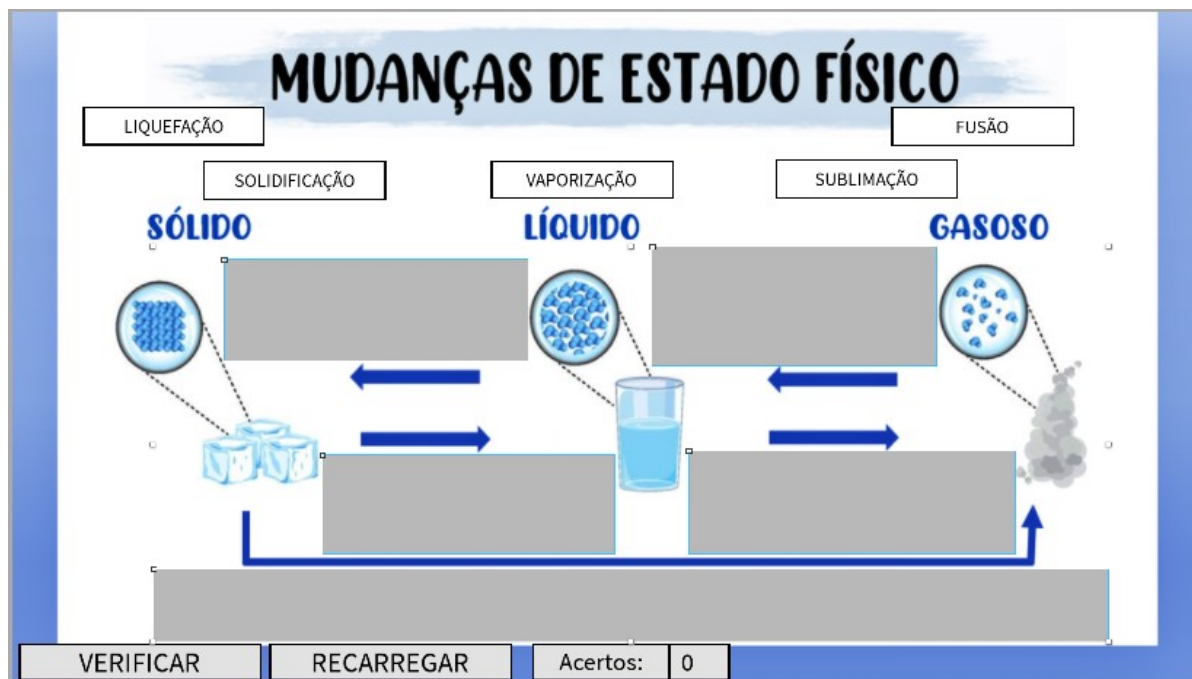 MUDANÇAS DE ESTADO FÍSICO
LIQUEFAÇÃO
FUSÃO
SOLIDIFICAÇÃO
VAPORIZAÇÃO
SUBLIMAÇÃO
SÓLIDO
LÍQUIDO
GASOSO
VERIFICAR
RECARREGAR
Acertos: 0